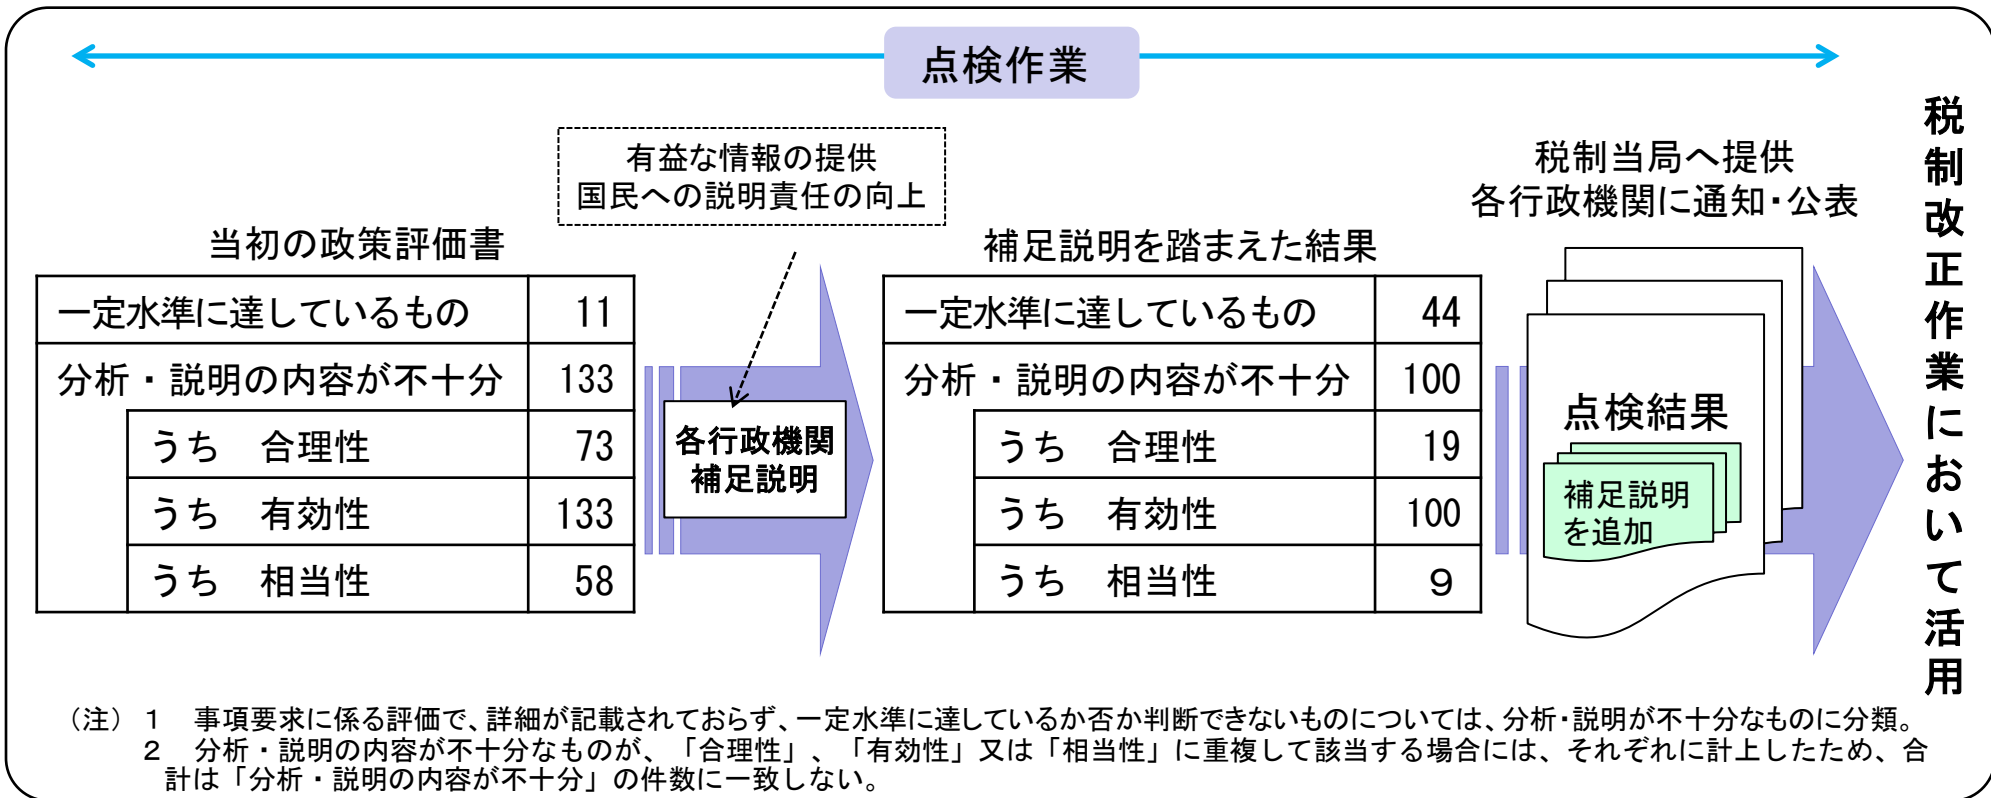 点検作業
有益な情報の提供
国民への説明責任の向上
税制当局へ提供
各行政機関に通知・公表
当初の政策評価書
一定水準に達しているもの 11
分析・説明の内容が不十分 133
うち 合理性 73
うち 有効性 133
うち 相当性 58
各行政機関
補足説明
補足説明を踏まえた結果
一定水準に達しているもの 44
分析・説明の内容が不十分 100
うち 合理性 19
うち 有効性 100
うち 相当性 9
点検結果
補足説明
を追加
税制改正作業において活用
（注） 1 事項要求に係る評価で、詳細が記載されておらず、一定水準に達しているか否か判断できないものについては、分析・説明が不十分なものに分類。
2 分析・説明の内容が不十分なものが、「合理性」、「有効性」又は「相当性」に重複して該当する場合には、それぞれに計上したため、合
計は「分析・説明の内容が不十分」の件数に一致しない。